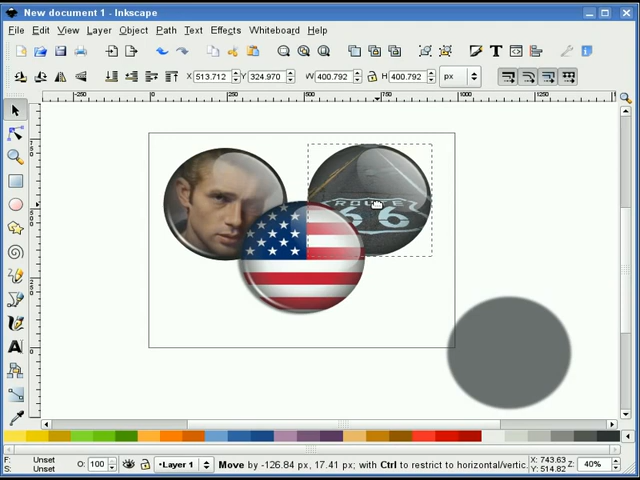 New document 1 - Inkscape
File Edit View Layer Object Path Text Effects Whiteboard Help
X 513.712 Y 324.970 W 400.792 H 400.792 px
-250 0 250 500 750 1000 1250
ROUTE
66
F: Unset
S: Unset
O: 100
•Layer 1
Move by -126.84 px, 17.41 px; with Ctrl to restrict to horizontal/vertic.
X: 743.63
Y: 514.82
Z: 40%